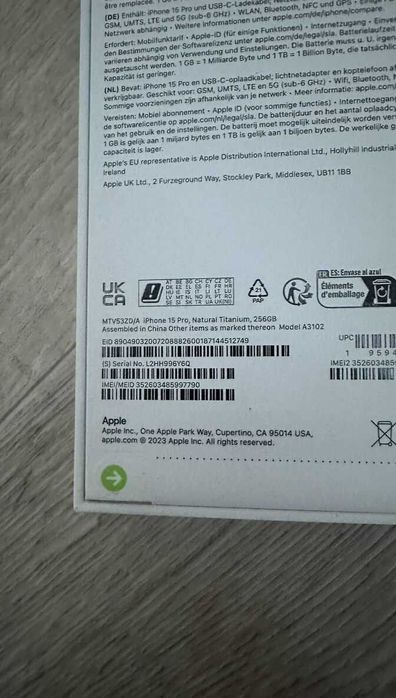 (DE) Enthält: iPhone 15 Pro und USB-C-Ladekabel;
GSM, UMTS, LTE und 5G (sub-6 GHz) • WLAN, Bluetooth, NFC und GPS •
Netzwerk abhängig • Weitere Informationen unter apple.com/de/iphone/compare.
Erfordert: Mobilfunktarif • Apple-ID (für einige Funktionen) • Internetzugang •
den Bestimmungen der Softwarelizenz unter apple.com/de/legal/sla.
variieren abhängig von Verwendung und Einstellungen. Die Batterie muss u. U.
ausgetauscht werden. 1 GB = 1 Milliarde Byte und 1 TB = 1 Billion Byte, die
Kapazität ist geringer.
(NL) Bevat: iPhone 15 Pro en USB-C-oplaadkabel; lichtnetadapter en koptelefoon
verkrijgbaar. Geschikt voor: GSM, UMTS, LTE en 5G (sub-6 GHz) • Wifi, Bluetooth,
Sommige voorzieningen zijn afhankelijk van je netwerk • Meer informatie:
Vereisten: Mobiel abonnement • Apple ID (voor sommige functies) •
de softwarelicentie op apple.com/nl/legal/sla. De batterijduur en het aantal
van het gebruik en de instellingen. De batterij moet mogelijk uiteindelijk worden
1 GB is gelijk aan 1 miljard bytes en 1 TB is gelijk aan 1 biljoen bytes. De werkelijke
capaciteit is lager.
Apple's EU representative is Apple Distribution International Ltd., Hollyhill
Ireland
Apple UK Ltd., 2 Furzeground Way, Stockley Park, Middlesex, UB11 1BB
UK
CA
21
PAP
FR ES: Envase al azul
Éléments
d'emballage
MTV53ZD/A iPhone 15 Pro, Natural Titanium, 256GB
Assembled in China Other items as marked thereon Model A3102
EID 89049032007208882600187144512749
UPC
(S) Serial No. L2HH996Y6Q
IMEI/MEID 352603485997790
Apple
Apple Inc., One Apple Park Way, Cupertino, CA 95014 USA,
apple.com © 2023 Apple Inc. All rights reserved.